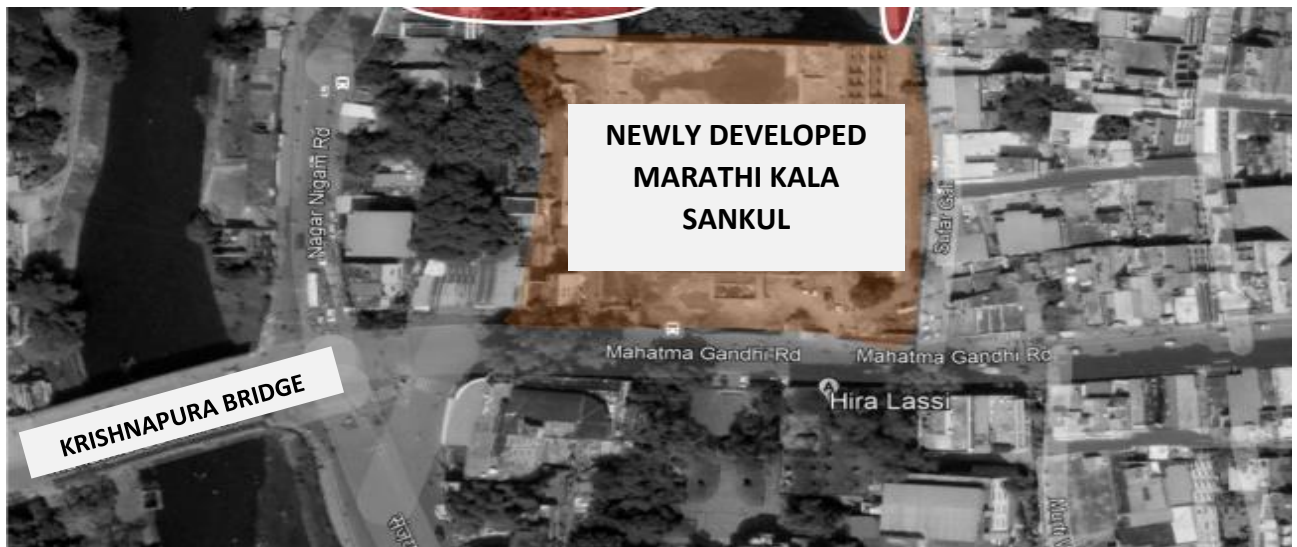 NEWLY DEVELOPED
MARATHI KALA
SANKUL
Nagar Nigam Rd
Mahatma Gandhi Rd
Mahatma Gandhi Rd
Hira Lassi
KRISHNAPURA BRIDGE